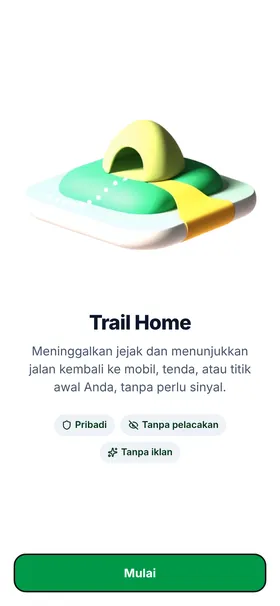 Trail Home
Meninggalkan jejak dan menunjukkan
jalan kembali ke mobil, tenda, atau titik
awal Anda, tanpa perlu sinyal.
Pribadi
Tanpa pelacakan
Tanpa iklan
Mulai